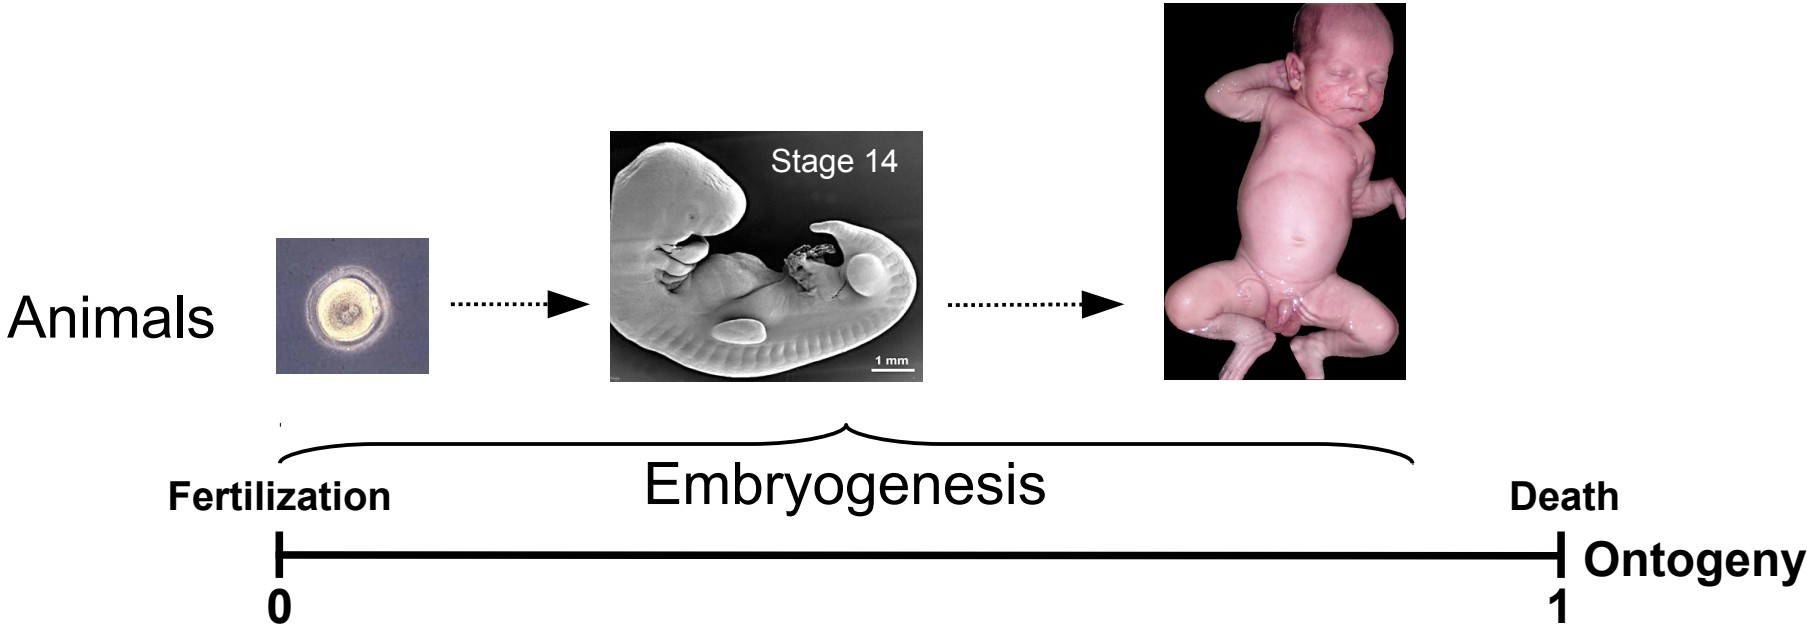 Stage 14
1 mm
Animals
Embryogenesis
Fertilization
Death
Ontogeny
0
1